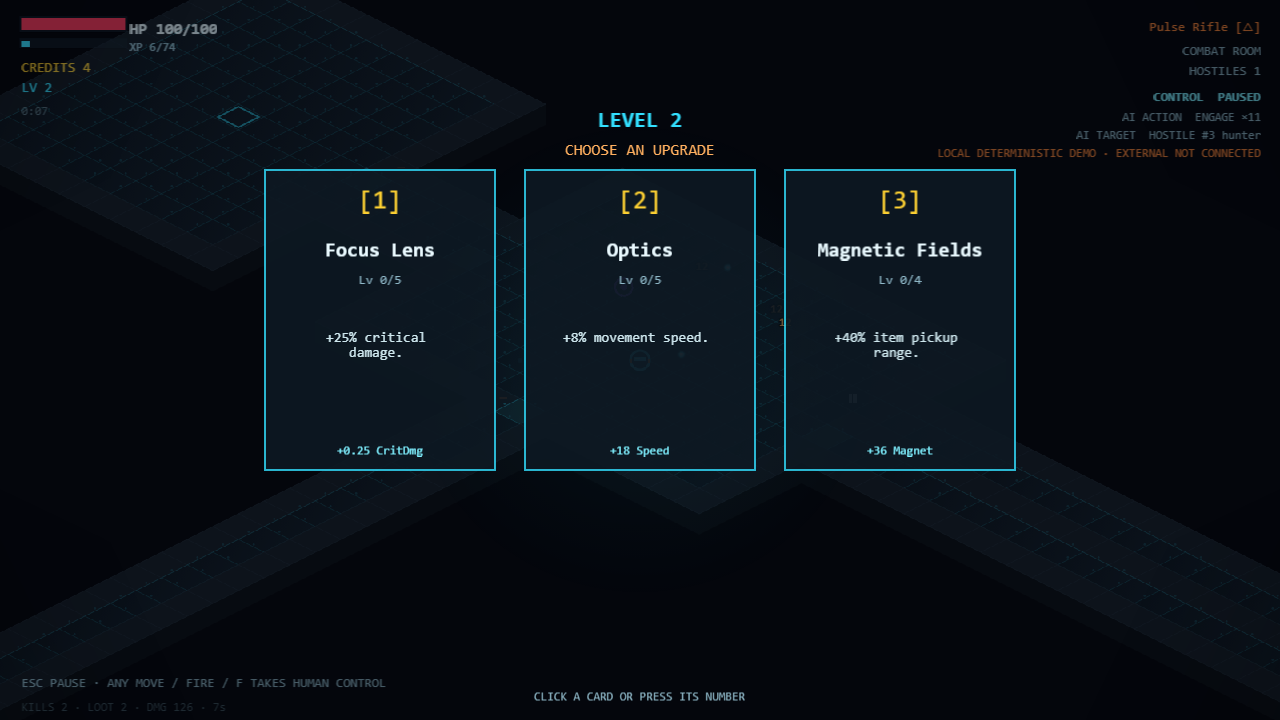 HP 100/100
XP 6/74
CREDITS 4
LV 2
0:07
Pulse Rifle [△]
COMBAT ROOM
HOSTILES 1
CONTROL PAUSED
AI ACTION ENGAGE ×11
AI TARGET HOSTILE #3 hunter
LOCAL DETERMINISTIC DEMO · EXTERNAL NOT CONNECTED
LEVEL 2
CHOOSE AN UPGRADE
[1]
Focus Lens
Lv 0/5
+25% critical
damage.
+0.25 CritDmg
[2]
Optics
Lv 0/5
+8% movement speed.
+18 Speed
[3]
Magnetic Fields
Lv 0/4
+40% item pickup
range.
+36 Magnet
ESC PAUSE · ANY MOVE / FIRE / F TAKES HUMAN CONTROL
KILLS 2 · LOOT 2 · DMG 126 · 7s
CLICK A CARD OR PRESS ITS NUMBER